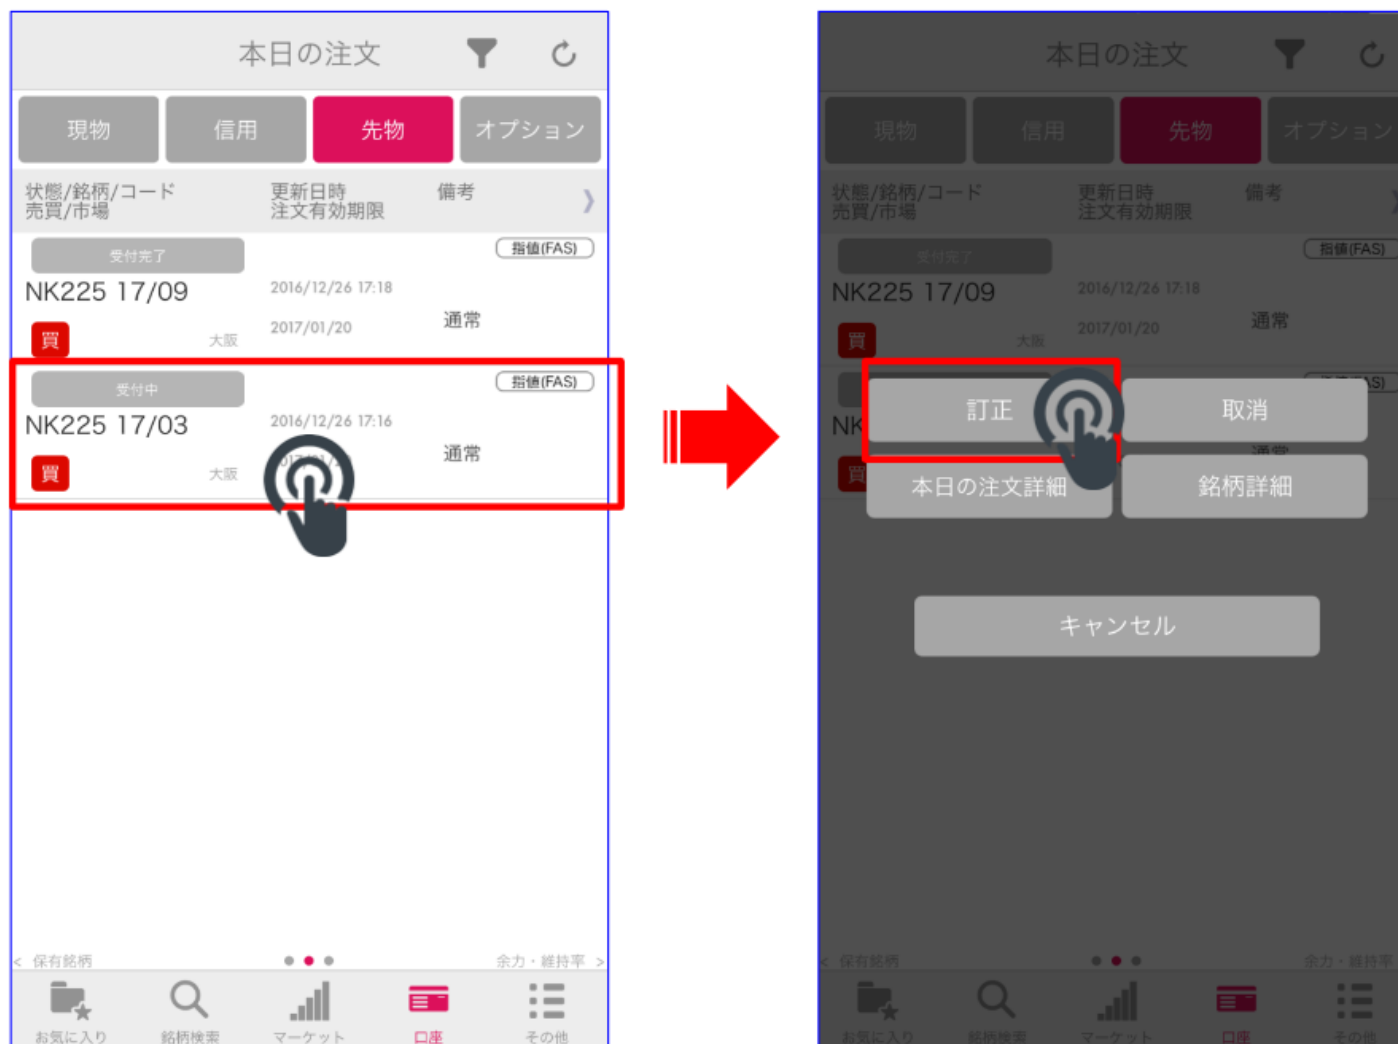 本日の注文
現物 信用 先物 オプション
状態/銘柄/コード 更新日時 備考
売買/市場 注文有効期限
受付完了 指値(FAS)
NK225 17/09 2016/12/26 17:18
買 大阪 2017/01/20 通常
受付中 指値(FAS)
NK225 17/03 2016/12/26 17:16
買 大阪 通常
< 保有銘柄 余力・維持率 >
お気に入り 銘柄検索 マーケット 口座 その他
本日の注文
現物 信用 先物 オプション
状態/銘柄/コード 更新日時 備考
売買/市場 注文有効期限
受付完了 指値(FAS)
NK225 17/09 2016/12/26 17:18
買 大阪 2017/01/20 通常
訂正 取消
NK
買 通常
本日の注文詳細 銘柄詳細
キャンセル
< 保有銘柄 余力・維持率
お気に入り 銘柄検索 マーケット 口座 その他